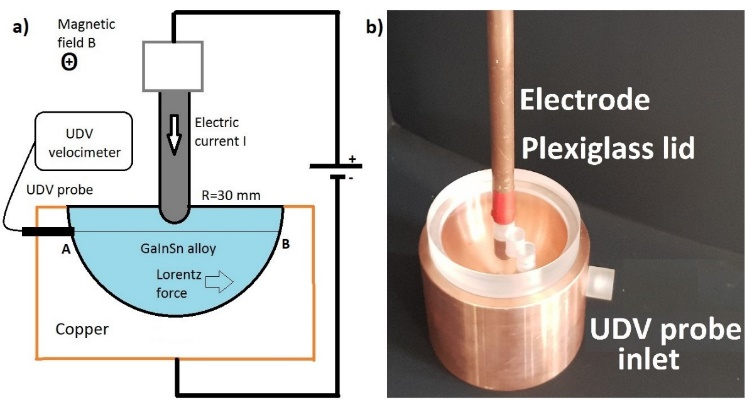 a)
Magnetic
field B
UDV
velocimeter
Electric
current I
+
-
UDV probe
R=30 mm
A
B
GaInSn alloy
Lorentz
force
Copper
b)
Electrode
Plexiglass lid
UDV probe
inlet